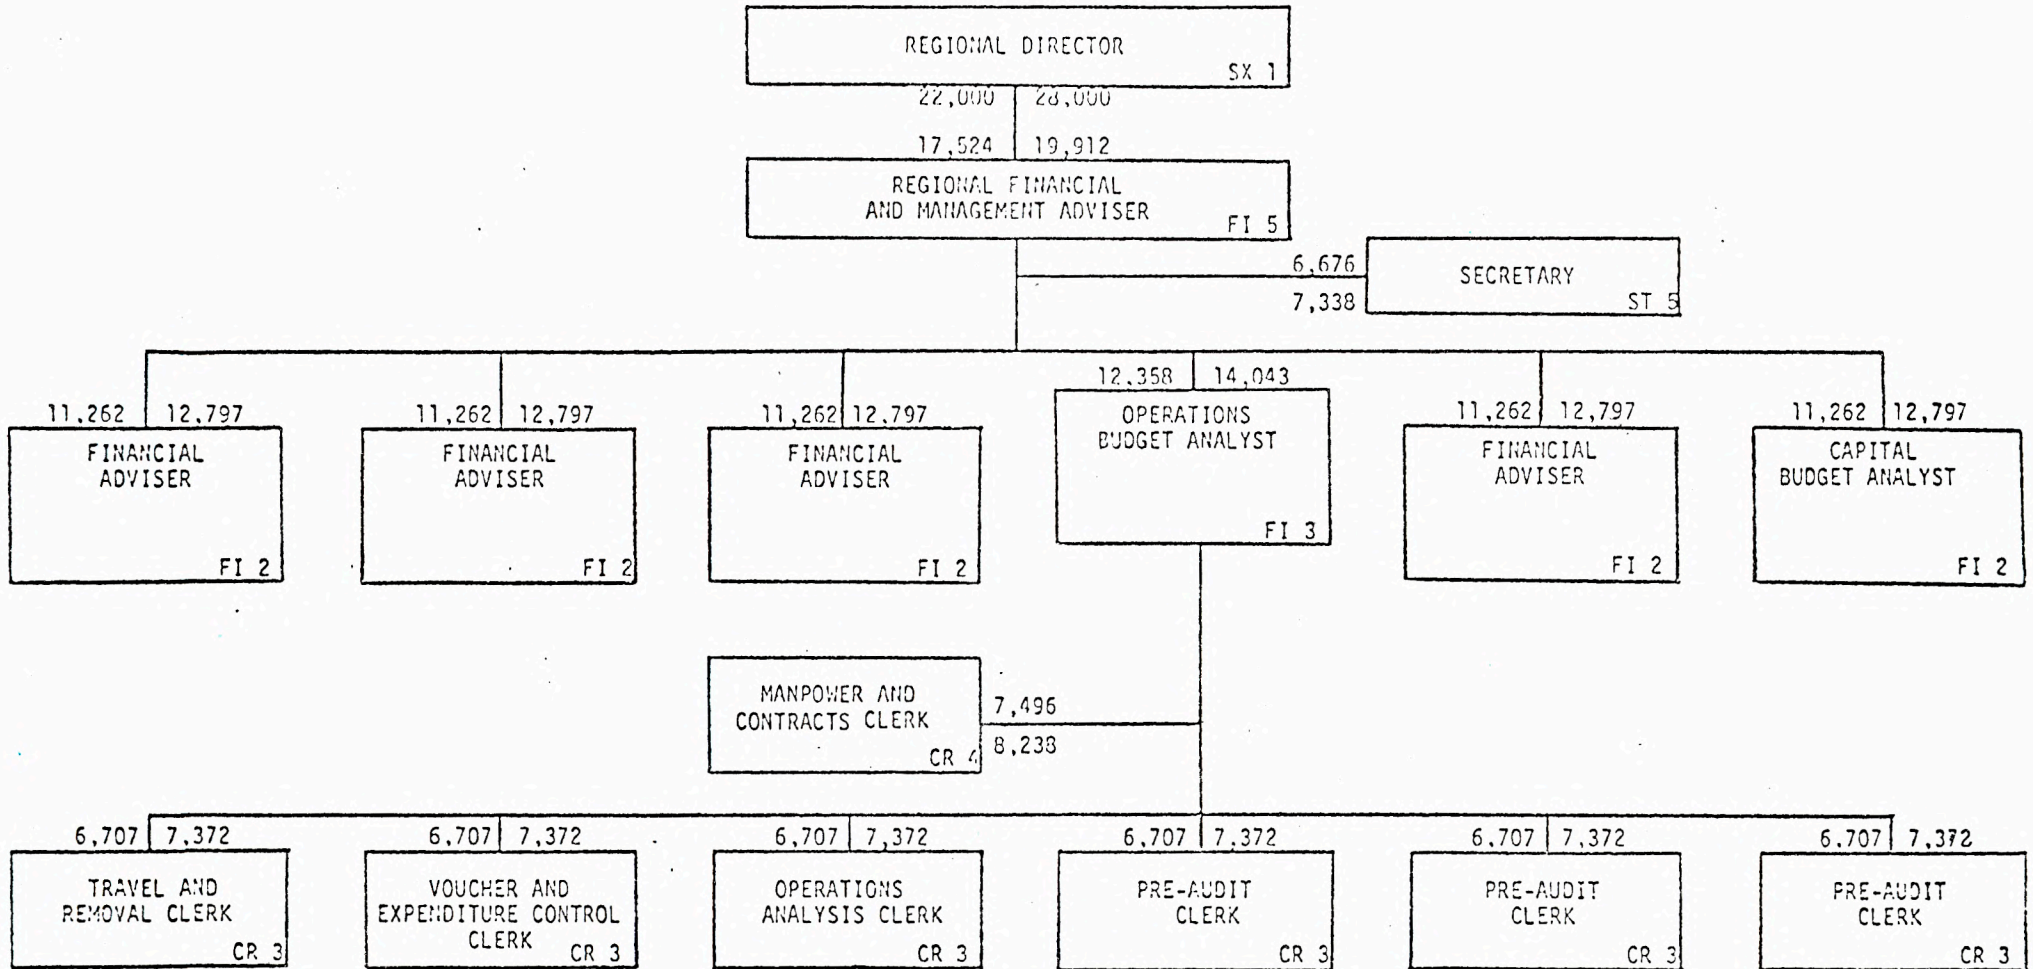 REGIONAL DIRECTOR
SX 1
22,000 28,000
17,524 19,912
REGIONAL FINANCIAL
AND MANAGEMENT ADVISER
FI 5
6,676
SECRETARY
7,338
ST 5
12,358 14,043
11,262 12,797
11,262 12,797
11,262 12,797
11,262 12,797
11,262 12,797
FINANCIAL
ADVISER
FI 2
FINANCIAL
ADVISER
FI 2
FINANCIAL
ADVISER
FI 2
OPERATIONS
BUDGET ANALYST
FI 3
FINANCIAL
ADVISER
FI 2
CAPITAL
BUDGET ANALYST
FI 2
MANPOWER AND
CONTRACTS CLERK
CR 4
7,496
8,238
6,707 7,372
TRAVEL AND
REMOVAL CLERK
CR 3
6,707 7,372
VOUCHER AND
EXPENDITURE CONTROL
CLERK
CR 3
6,707 7,372
OPERATIONS
ANALYSIS CLERK
CR 3
6,707 7,372
PRE-AUDIT
CLERK
CR 3
6,707 7,372
PRE-AUDIT
CLERK
CR 3
6,707 7,372
PRE-AUDIT
CLERK
CR 3